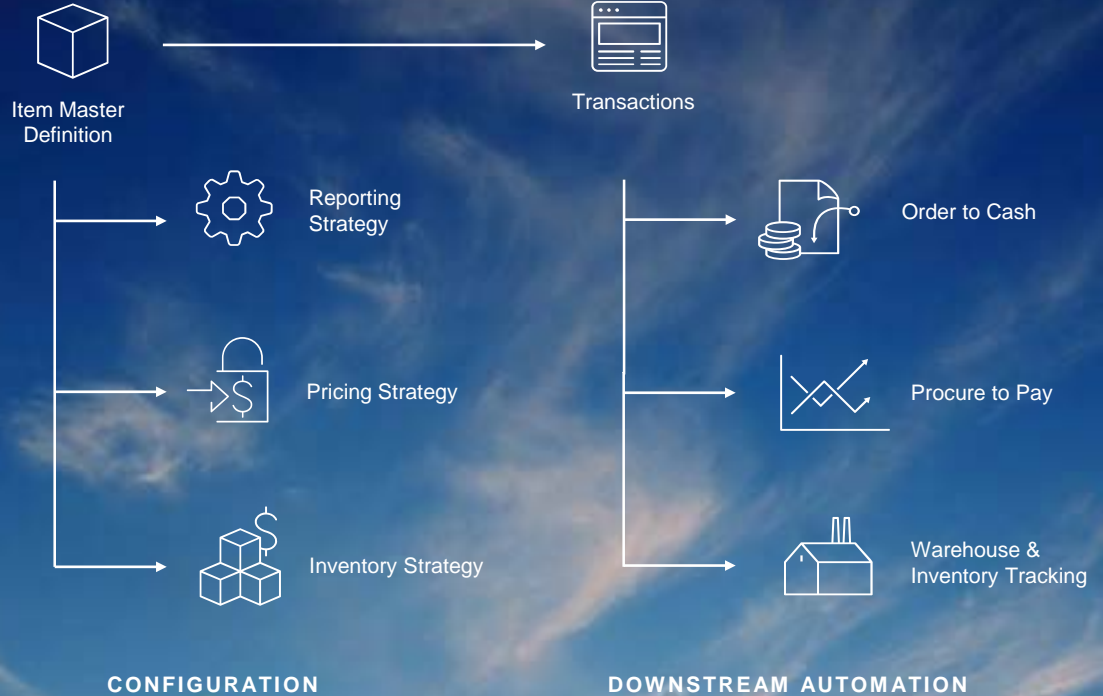 Item Master
Definition
Transactions
Reporting
Strategy
Order to Cash
$
Pricing Strategy
Procure to Pay
$
Inventory Strategy
Warehouse &
Inventory Tracking
CONFIGURATION
DOWNSTREAM AUTOMATION